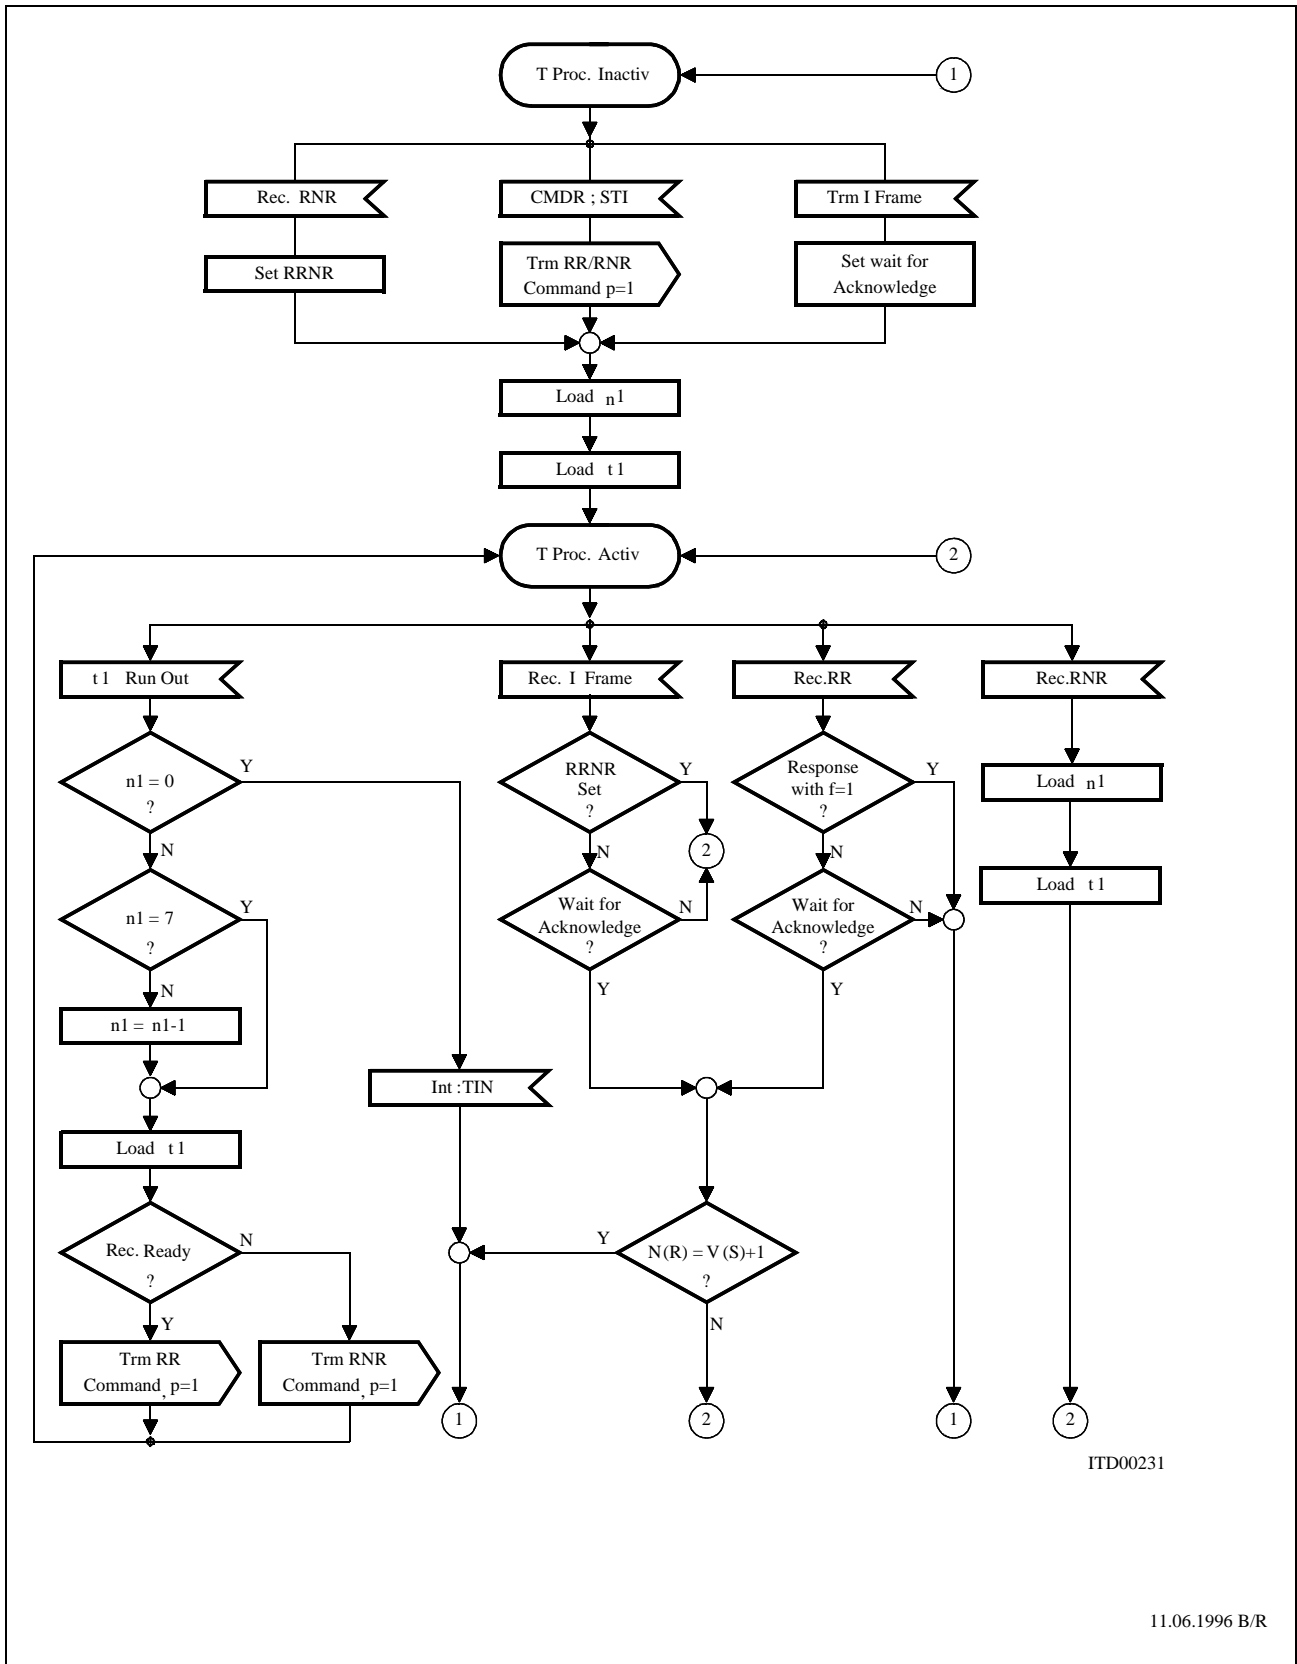 T Proc. Inactiv
1
Rec. RNR
CMDR ; STI
Trm I Frame
Set RRNR
Trm RR/RNR
Command p=1
Set wait for
Acknowledge
Load n1
Load t1
T Proc. Activ
2
t1 Run Out
Rec. I Frame
Rec.RR
Rec.RNR
n1 = 0
?
Y
N
RRNR
Set
?
Y
N
2
Response
with f=1
?
Y
N
Load n1
n1 = 7
?
Y
N
Wait for
Acknowledge
?
N
Y
Wait for
Acknowledge
?
N
Y
Load t1
n1 = n1-1
Int :TIN
Load t1
Rec. Ready
?
N
Y
N(R) = V(S)+1
?
Y
N
Trm RR
Command, p=1
Trm RNR
Command, p=1
1
2
1
2
ITD00231
11.06.1996 B/R